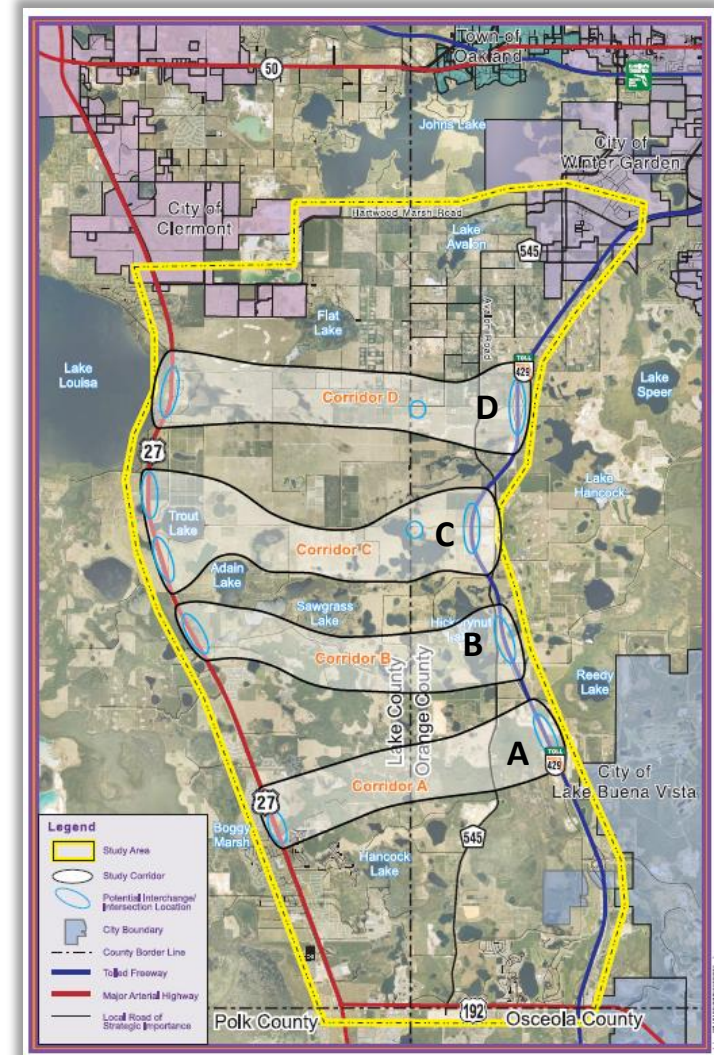 Town of
Oakland
50
Johns Lake
City of
Winter Garden
City of
Clermont
Hartwood Marsh Road
Lake
Avalon
545
Flat
Lake
Avalon Road
Lake
Louisa
TOLL
429
Lake
Speer
Corridor D
D
27
Lake
Hancock
Trout
Lake
C
Corridor C
Adain
Lake
Sawgrass
Lake
Hickorynut
B
Corridor B
Lake County
Orange County
Reedy
Lake
A
TOLL
429
City of
Lake Buena Vista
Corridor A
27
Boggy
Marsh
545
Hancock
Lake
Legend
Study Area
Study Corridor
Potential Interchange/
Intersection Location
City Boundary
County Border Line
Tolled Freeway
Major Arterial Highway
Local Road of
Strategic Importance
192
Polk County
Osceola County